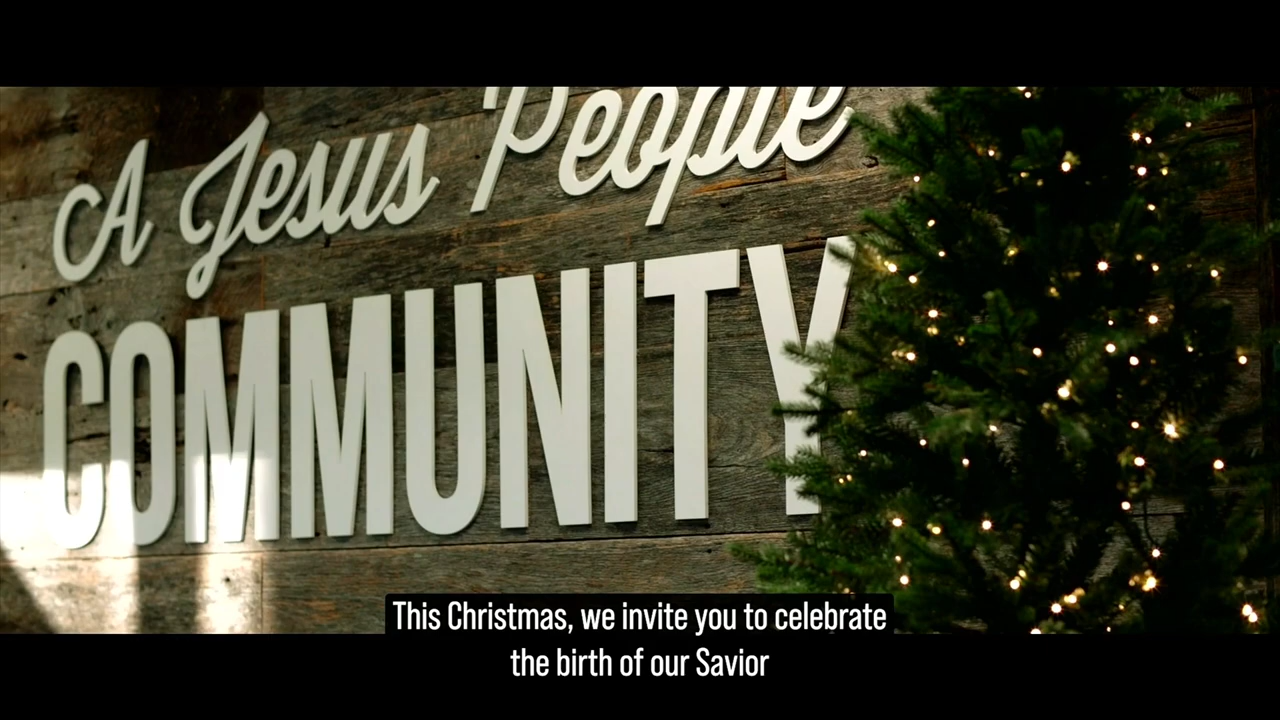 A Jesus People
COMMUNITY
This Christmas, we invite you to celebrate
the birth of our Savior